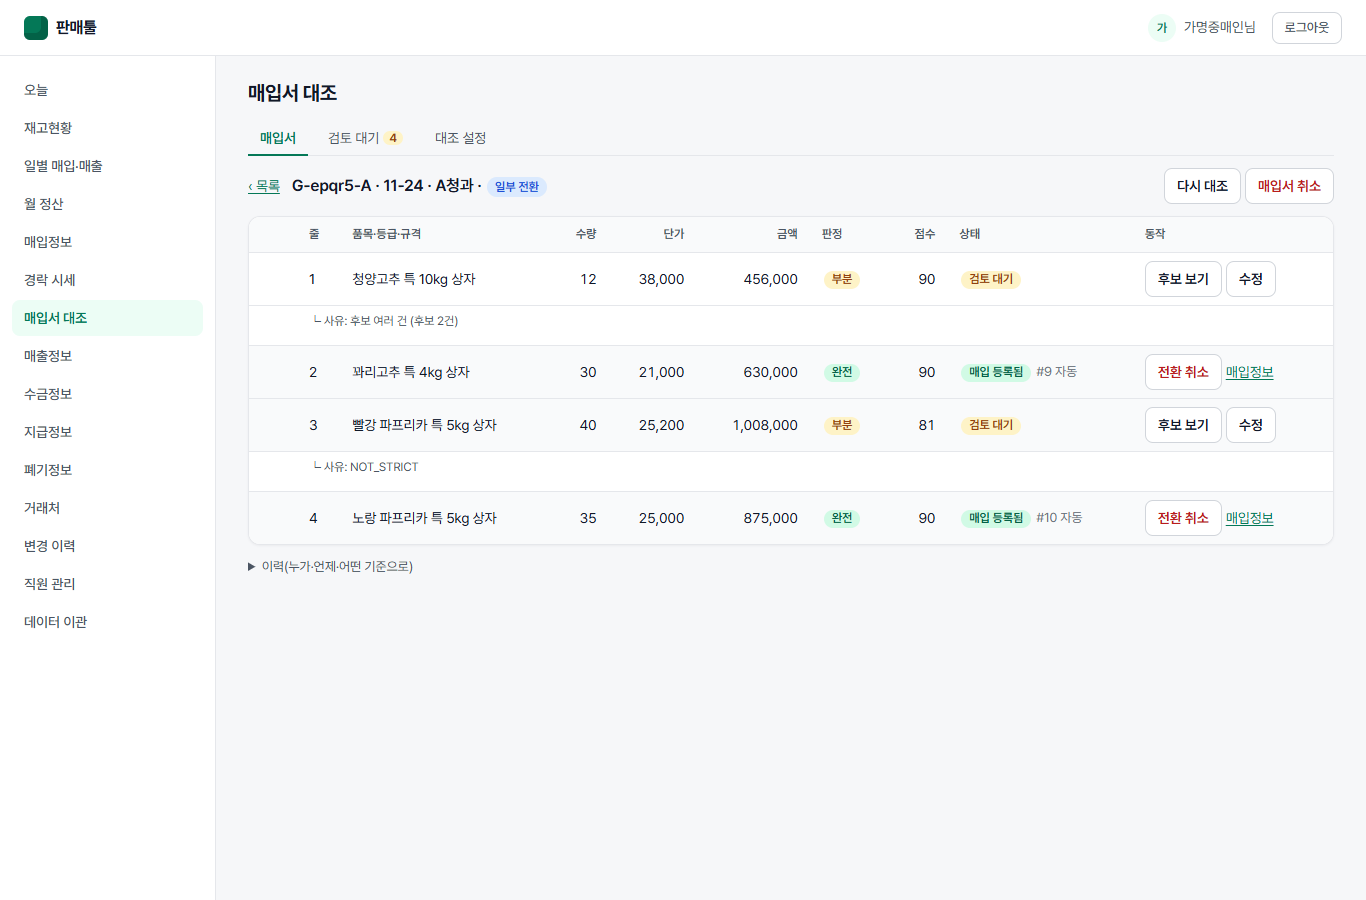 판매툴
가 가명중매인님 로그아웃
오늘
재고현황
일별 매입·매출
월 정산
매입정보
경락 시세
매입서 대조
매출정보
수금정보
지급정보
폐기정보
거래처
변경 이력
직원 관리
데이터 이관
매입서 대조
매입서 검토 대기 4 대조 설정
‹ 목록 G-epqr5-A · 11-24 · A청과 · 일부 전환 다시 대조 매입서 취소
줄 품목·등급·규격 수량 단가 금액 판정 점수 상태 동작
1 청양고추 특 10kg 상자 12 38,000 456,000 부분 90 검토 대기 후보 보기 수정
└ 사유: 후보 여러 건 (후보 2건)
2 꽈리고추 특 4kg 상자 30 21,000 630,000 완전 90 매입 등록됨 #9 자동 전환 취소 매입정보
3 빨강 파프리카 특 5kg 상자 40 25,200 1,008,000 부분 81 검토 대기 후보 보기 수정
└ 사유: NOT_STRICT
4 노랑 파프리카 특 5kg 상자 35 25,000 875,000 완전 90 매입 등록됨 #10 자동 전환 취소 매입정보
▶ 이력(누가·언제·어떤 기준으로)